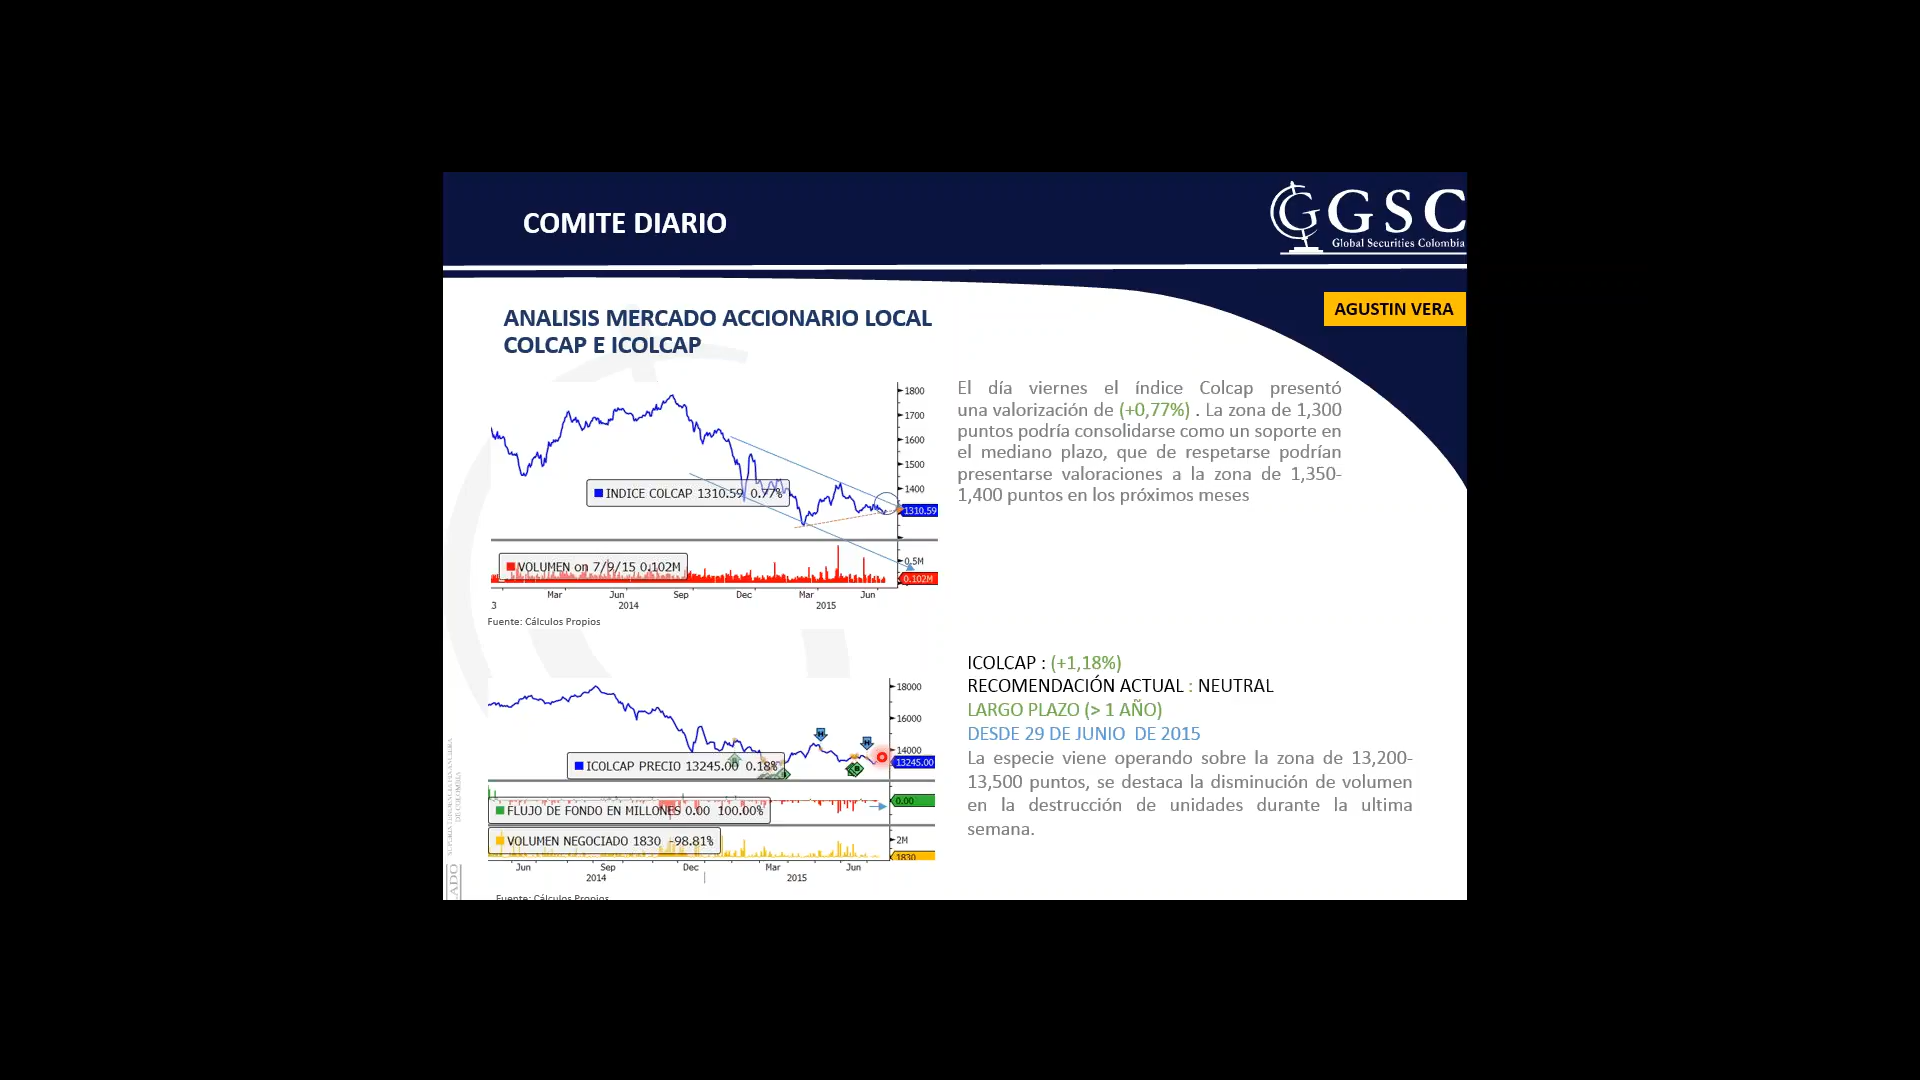 COMITE DIARIO
GSC
Global Securities Colombia
AGUSTIN VERA
ANALISIS MERCADO ACCIONARIO LOCAL
COLCAP E ICOLCAP
El día viernes el índice Colcap presentó
una valorización de (+0,77%) . La zona de 1,300
puntos podría consolidarse como un soporte en
el mediano plazo, que de respetarse podrían
presentarse valoraciones a la zona de 1,350-
1,400 puntos en los próximos meses
1800
1700
1600
1500
1400
INDICE COLCAP 1310.59 0.77%
1310.59
VOLUMEN on 7/9/15 0.102M
0.5M
0.102M
Mar Jun Sep Dec Mar Jun
3 2014 2015
Fuente: Cálculos Propios
ICOLCAP : (+1,18%)
RECOMENDACIÓN ACTUAL : NEUTRAL
LARGO PLAZO (> 1 AÑO)
DESDE 29 DE JUNIO DE 2015
La especie viene operando sobre la zona de 13,200-
13,500 puntos, se destaca la disminución de volumen
en la destrucción de unidades durante la ultima
semana.
18000
16000
14000
H H
ICOLCAP PRECIO 13245.00 0.18%
13245.00
FLUJO DE FONDO EN MILLONES 0.00 100.00%
0.00
VOLUMEN NEGOCIADO 1830 -98.81%
2M
1830
Jun Sep Dec Mar Jun
2014 2015
Fuente: Cálculos Propios
DE COLOMBIA
ADO